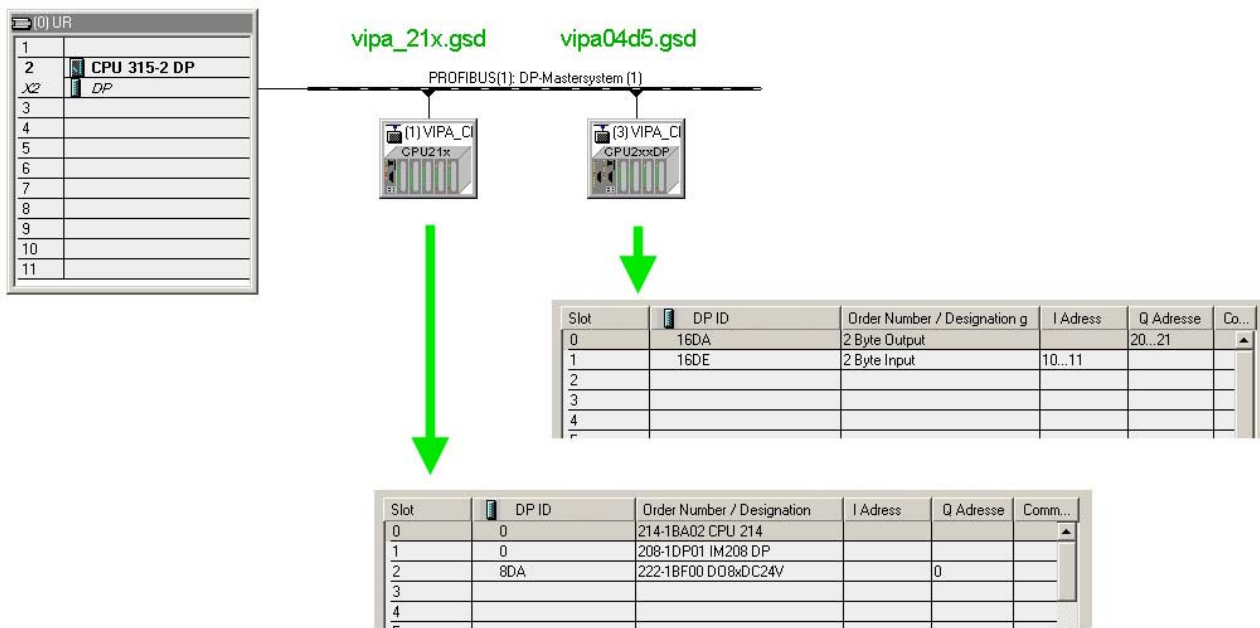 (0) UR
1
2 CPU 315-2 DP
X2 DP
3
4
5
6
7
8
9
10
11
vipa_21x.gsd
vipa04d5.gsd
PROFIBUS(1): DP-Mastersystem (1)
(1) VIPA_CI
CPU21x
(3) VIPA_CI
CPU2xxDP
Slot DP ID Order Number / Designation g I Adress Q Adresse Co...
0 16DA 2 Byte Output 20...21
1 16DE 2 Byte Input 10...11
2
3
4
Slot DP ID Order Number / Designation I Adress Q Adresse Comm...
0 0 214-1BA02 CPU 214
1 0 208-1DP01 IM208 DP
2 8DA 222-1BF00 DO8xDC24V 0
3
4